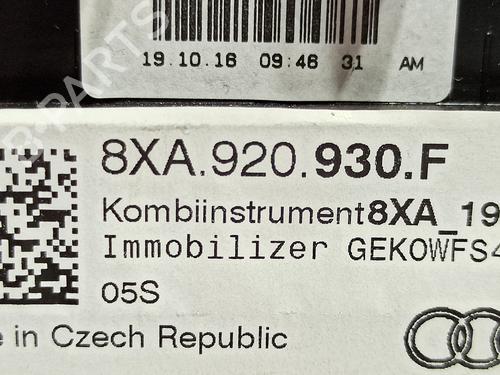 19.10.16 09:46 31 AM
8XA.920.930.F
Kombiinstrument8XA_19
Immobilizer GEKOWFS4
05S
e in Czech Republic